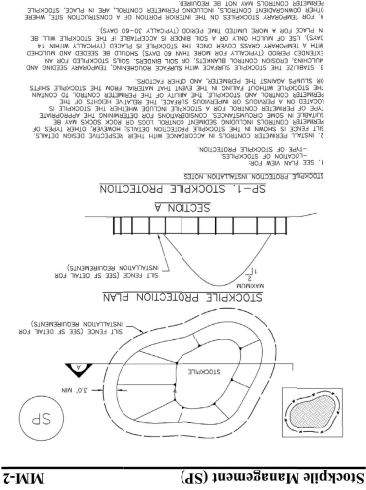 Stockpile Management (SP) MM-2
SP
3.0' MIN
STOCKPILE
A
SILT FENCE (SEE SF DETAIL FOR
INSTALLATION REQUIREMENTS)
STOCKPILE PROTECTION PLAN
MAXIMUM
1
2
SILT FENCE (SEE SF DETAIL FOR
INSTALLATION REQUIREMENTS)
SECTION A
SP-1. STOCKPILE PROTECTION
STOCKPILE PROTECTION INSTALLATION NOTES
1. SEE PLAN VIEW FOR:
-LOCATION OF STOCKPILES.
-TYPE OF STOCKPILE PROTECTION.
2. INSTALL PERIMETER CONTROLS IN ACCORDANCE WITH THEIR RESPECTIVE DESIGN DETAILS.
SILT FENCE IS SHOWN IN THE STOCKPILE PROTECTION DETAILS; HOWEVER, OTHER TYPES OF
PERIMETER CONTROLS INCLUDING SEDIMENT CONTROL LOGS OR ROCK SOCKS MAY BE
SUITABLE IN SOME CIRCUMSTANCES. CONSIDERATIONS FOR DETERMINING THE APPROPRIATE
TYPE OF PERIMETER CONTROL FOR A STOCKPILE INCLUDE WHETHER THE STOCKPILE IS
LOCATED ON A PERVIOUS OR IMPERVIOUS SURFACE, THE RELATIVE HEIGHTS OF THE
PERIMETER CONTROL AND STOCKPILE, THE ABILITY OF THE PERIMETER CONTROL TO CONTAIN
THE STOCKPILE WITHOUT FAILING IN THE EVENT THAT MATERIAL FROM THE STOCKPILE SHIFTS
OR SLUMPS AGAINST THE PERIMETER, AND OTHER FACTORS.
3. STABILIZE THE STOCKPILE SURFACE WITH SURFACE ROUGHENING, TEMPORARY SEEDING AND
MULCHING, EROSION CONTROL BLANKETS, OR SOIL BINDERS. SOILS STOCKPILED FOR AN
EXTENDED PERIOD (TYPICALLY FOR MORE THAN 60 DAYS) SHOULD BE SEEDED AND MULCHED
WITH A TEMPORARY GRASS COVER ONCE THE STOCKPILE IS PLACED (TYPICALLY WITHIN 14
DAYS). USE OF MULCH ONLY OR A SOIL BINDER IS ACCEPTABLE IF THE STOCKPILE WILL BE
IN PLACE FOR A MORE LIMITED TIME PERIOD (TYPICALLY 30-60 DAYS).
4. FOR TEMPORARY STOCKPILES ON THE INTERIOR PORTION OF A CONSTRUCTION SITE, WHERE
OTHER DOWNGRADIENT CONTROLS, INCLUDING PERIMETER CONTROL, ARE IN PLACE, STOCKPILE
PERIMETER CONTROLS MAY NOT BE REQUIRED.